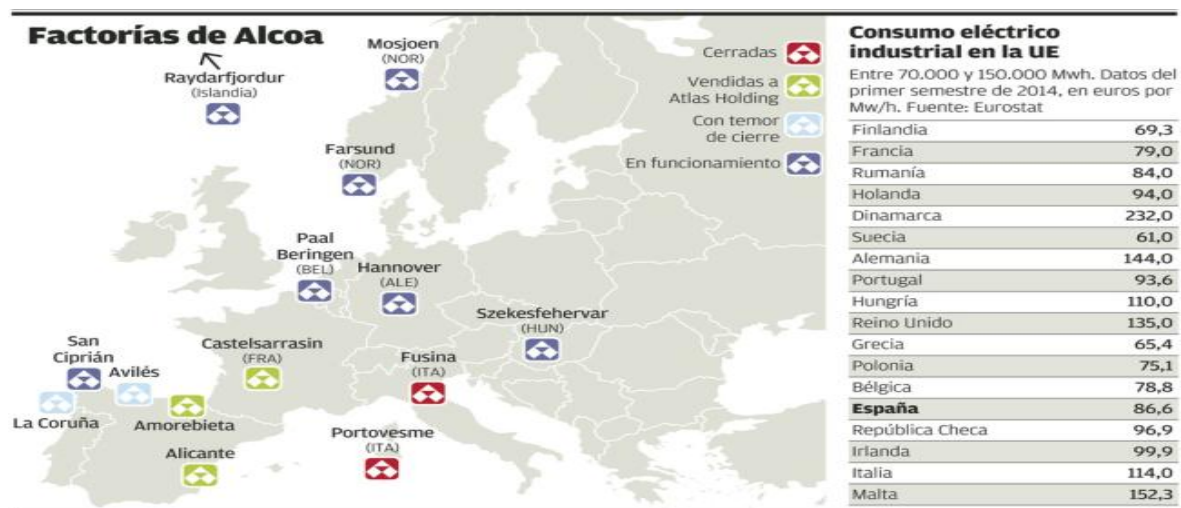 Factorías de Alcoa
Raydarfjordur
(Islandia)
Mosjoen
(NOR)
Farsund
(NOR)
Paal
Beringen
(BEL)
Hannover
(ALE)
Szekesfehervar
(HUN)
San
Ciprián
Avilés
La Coruña
Amorebieta
Alicante
Castelsarrasin
(FRA)
Fusina
(ITA)
Portovesme
(ITA)
Cerradas
Vendidas a
Atlas Holding
Con temor
de cierre
En funcionamiento
Consumo eléctrico
industrial en la UE
Entre 70.000 y 150.000 Mwh. Datos del
primer semestre de 2014, en euros por
Mw/h. Fuente: Eurostat
Finlandia 69,3
Francia 79,0
Rumanía 84,0
Holanda 94,0
Dinamarca 232,0
Suecia 61,0
Alemania 144,0
Portugal 93,6
Hungría 110,0
Reino Unido 135,0
Grecia 65,4
Polonia 75,1
Bélgica 78,8
España 86,6
República Checa 96,9
Irlanda 99,9
Italia 114,0
Malta 152,3